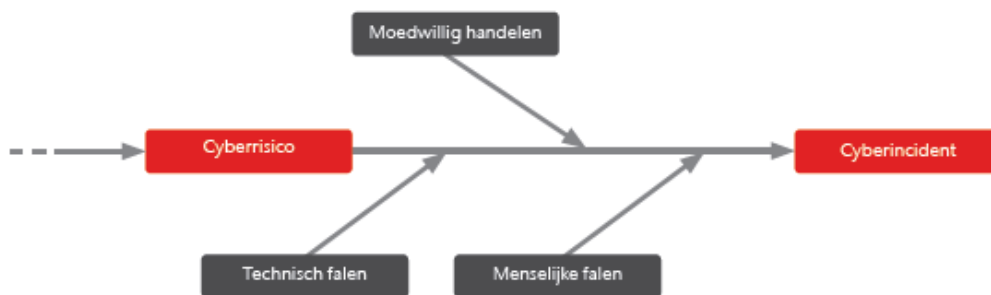 Moedwillig handelen
Cyberrisico
Cyberincident
Technisch falen
Menselijke falen